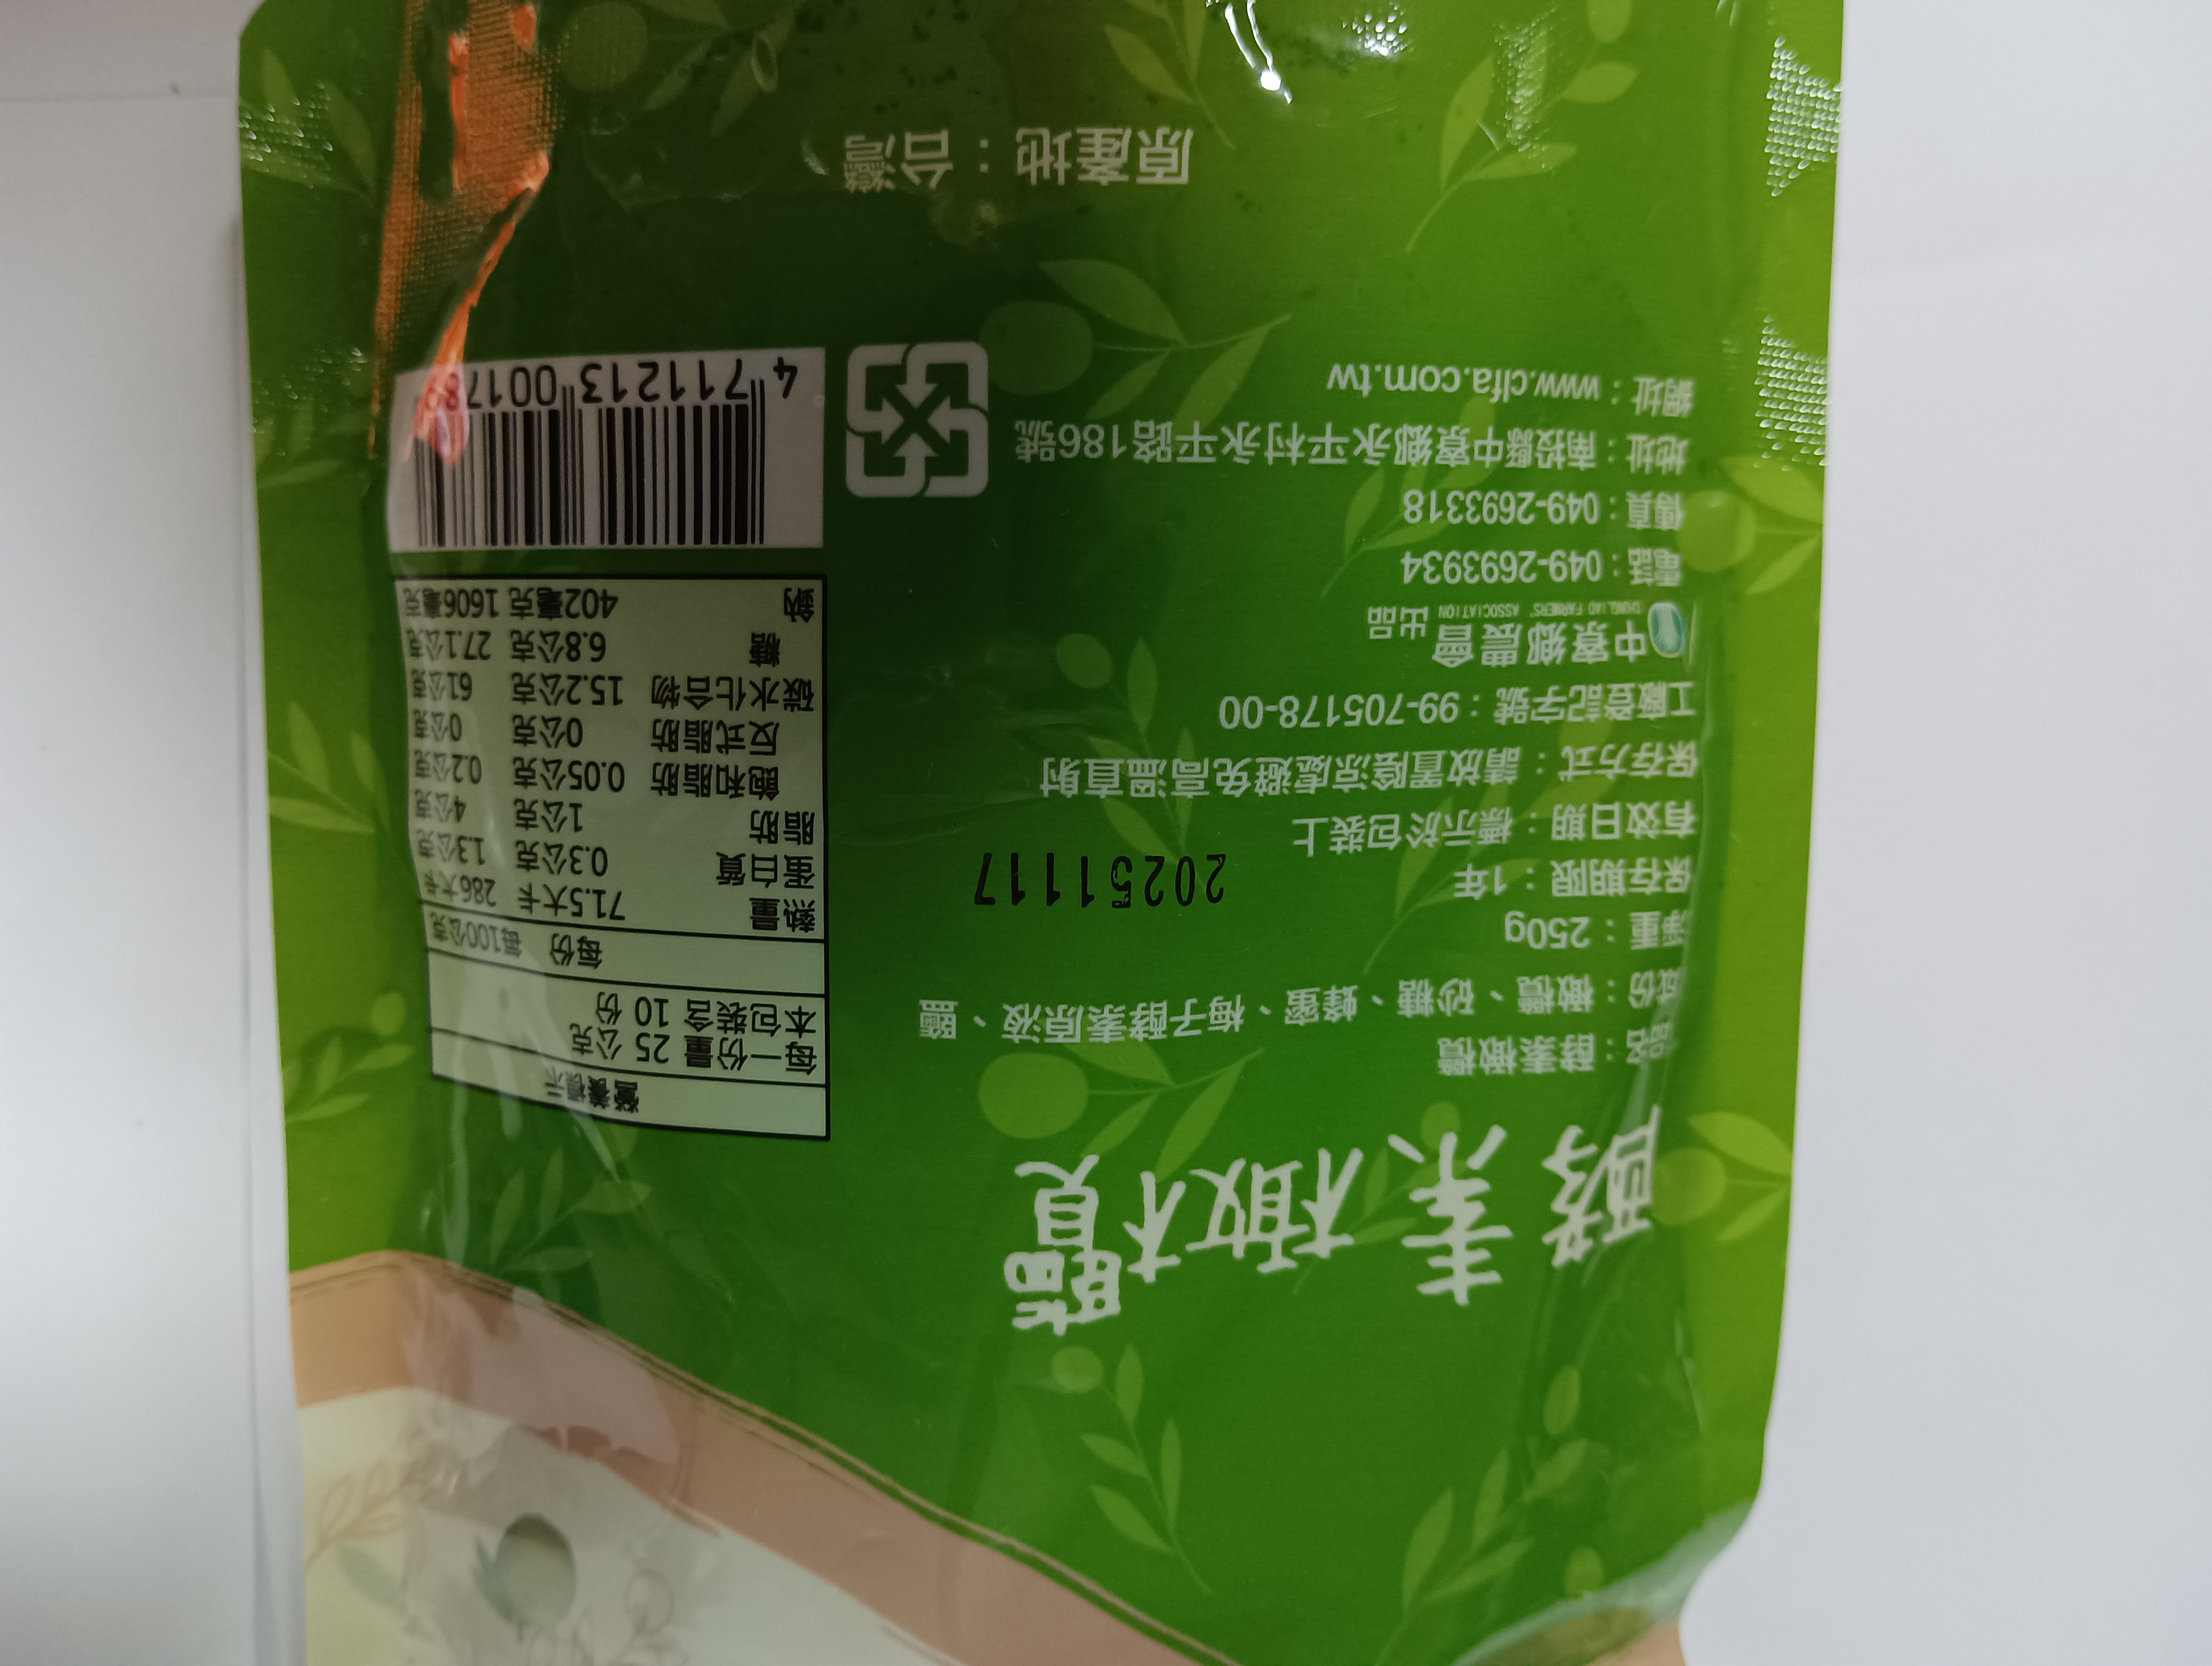 酵素橄欖
品名：酵素橄欖
成份：橄欖、砂糖、蜂蜜、梅子酵素原液、鹽
淨重：250g
保存期限：1年
有效日期：標示於包裝上
20251117
保存方式：請放置陰涼處避免高溫直射
工廠登記字號：99-705178-00
中寮鄉農會 出品
CHUNGLIAO FARMERS' ASSOCIATION
電話：049-2693934
傳真：049-2693318
地址：南投縣中寮鄉永平村永平路186號
網址：www.clfa.com.tw
營養標示
每一份量 25 公克
本包裝含 10 份
每份 每100公克
熱量 71.5大卡 286大卡
蛋白質 0.3公克 1.3公克
脂肪 1公克 4公克
飽和脂肪 0.05公克 0.2公克
反式脂肪 0公克 0公克
碳水化合物 15.2公克 61公克
糖 6.8公克 27.1公克
鈉 402毫克 1606毫克
4 711213 00178
原產地：台灣